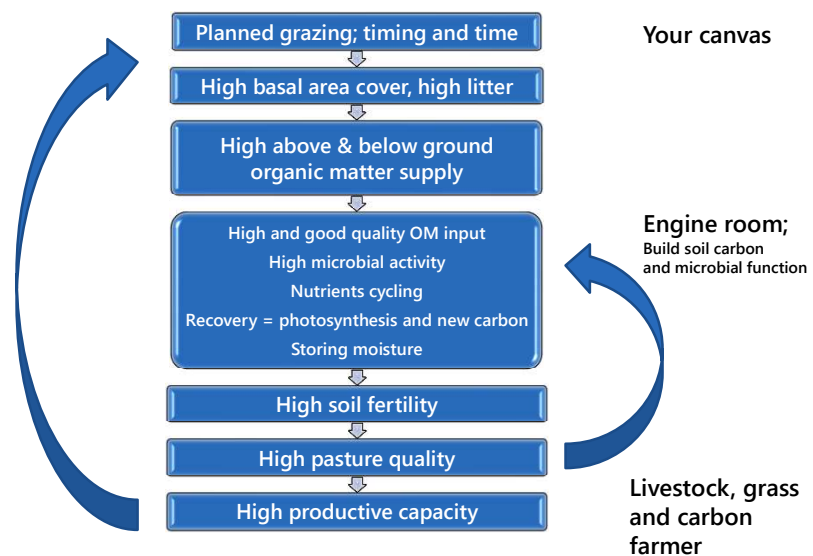 Planned grazing; timing and time
Your canvas
High basal area cover, high litter
High above & below ground
organic matter supply
High and good quality OM input
High microbial activity
Nutrients cycling
Recovery = photosynthesis and new carbon
Storing moisture
Engine room;
Build soil carbon
and microbial function
High soil fertility
High pasture quality
High productive capacity
Livestock, grass
and carbon
farmer